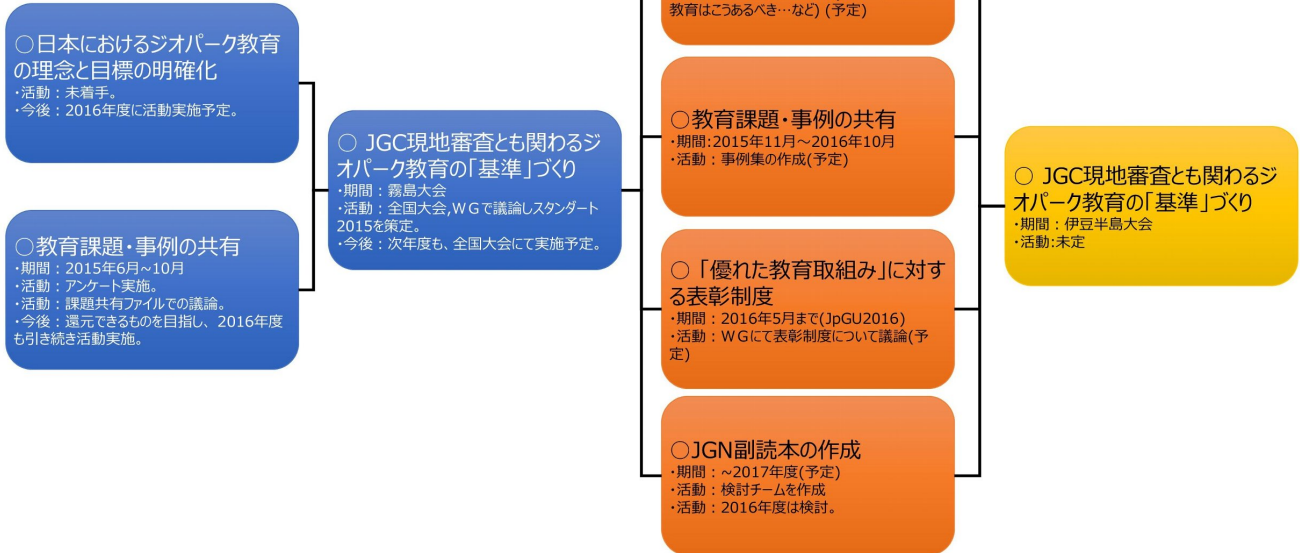 ○日本におけるジオパーク教育
の理念と目標の明確化
・活動：未着手。
・今後：2016年度に活動実施予定。
○教育課題・事例の共有
・期間：2015年6月~10月
・活動：アンケート実施。
・活動：課題共有ファイルでの議論。
・今後：還元できるものを目指し、2016年度
も引き続き活動実施。
○ JGC現地審査とも関わるジ
オパーク教育の「基準」づくり
・期間：霧島大会
・活動：全国大会,WGで議論しスタンダート
2015を策定。
・今後：次年度も、全国大会にて実施予定。
教育はこうあるべき…など) (予定)
○教育課題・事例の共有
・期間:2015年11月～2016年10月
・活動：事例集の作成(予定)
○「優れた教育取組み」に対す
る表彰制度
・期間：2016年5月まで(JpGU2016)
・活動：WGにて表彰制度について議論(予
定)
○JGN副読本の作成
・期間：~2017年度(予定)
・活動：検討チームを作成
・活動：2016年度は検討。
○ JGC現地審査とも関わるジ
オパーク教育の「基準」づくり
・期間：伊豆半島大会
・活動:未定